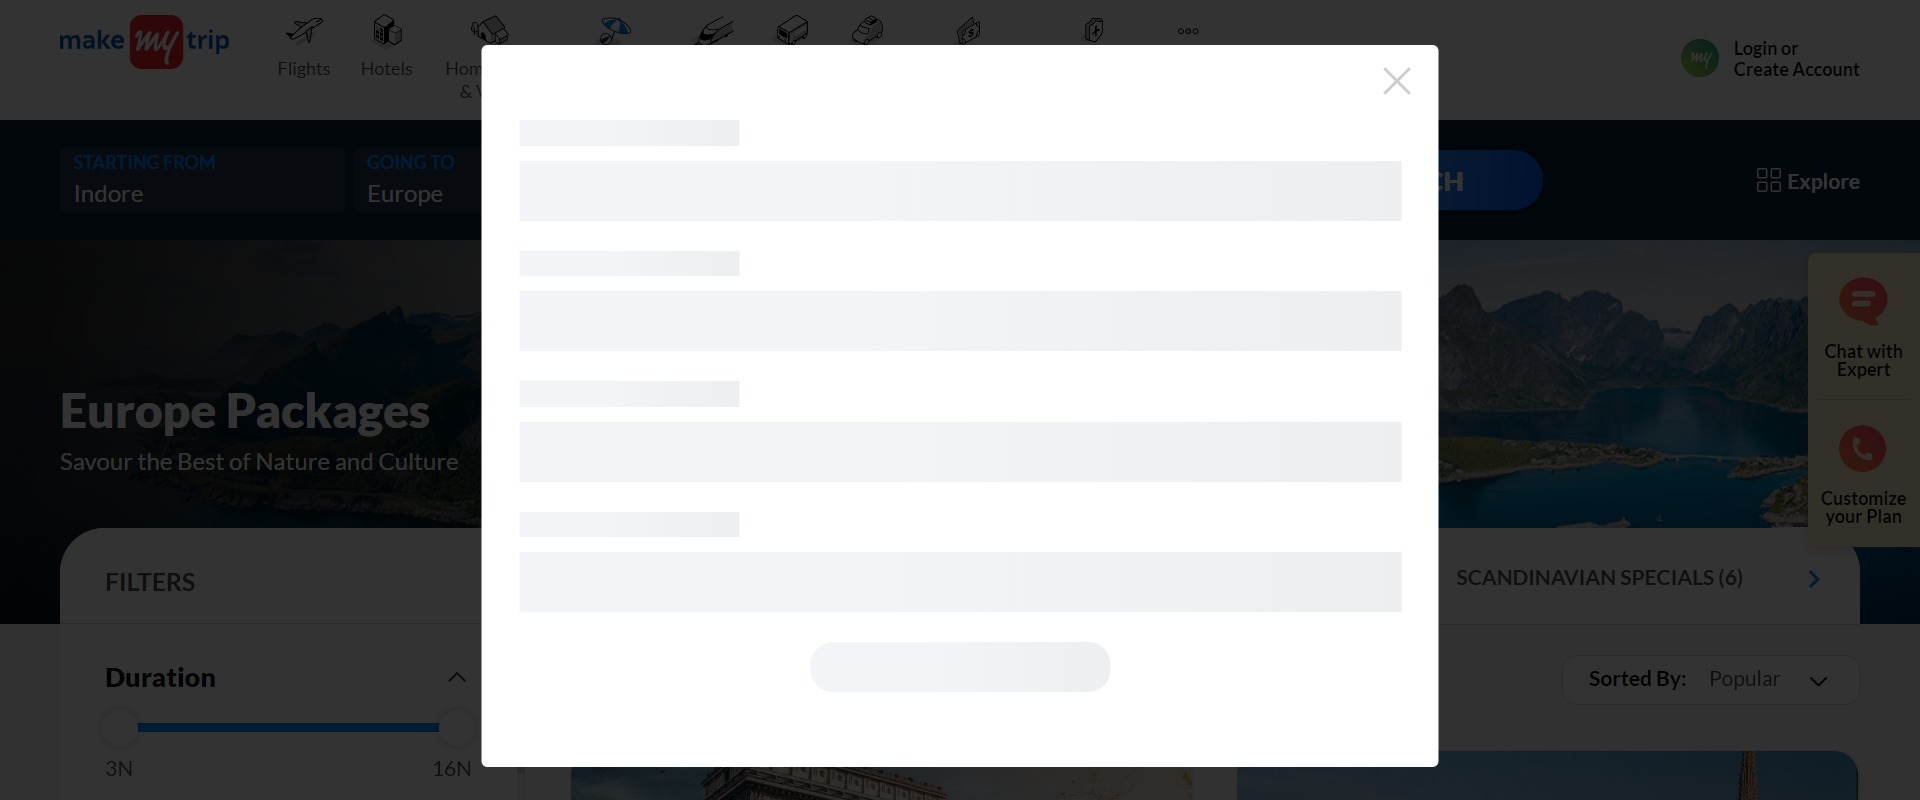 make my trip
Flights
Hotels
Hom
&
my
Login or
Create Account
STARTING FROM
Indore
GOING TO
Europe
CH
Explore
Europe Packages
Savour the Best of Nature and Culture
Chat with
Expert
Customize
your Plan
FILTERS
SCANDINAVIAN SPECIALS (6)
Duration
3N
16N
Sorted By: Popular